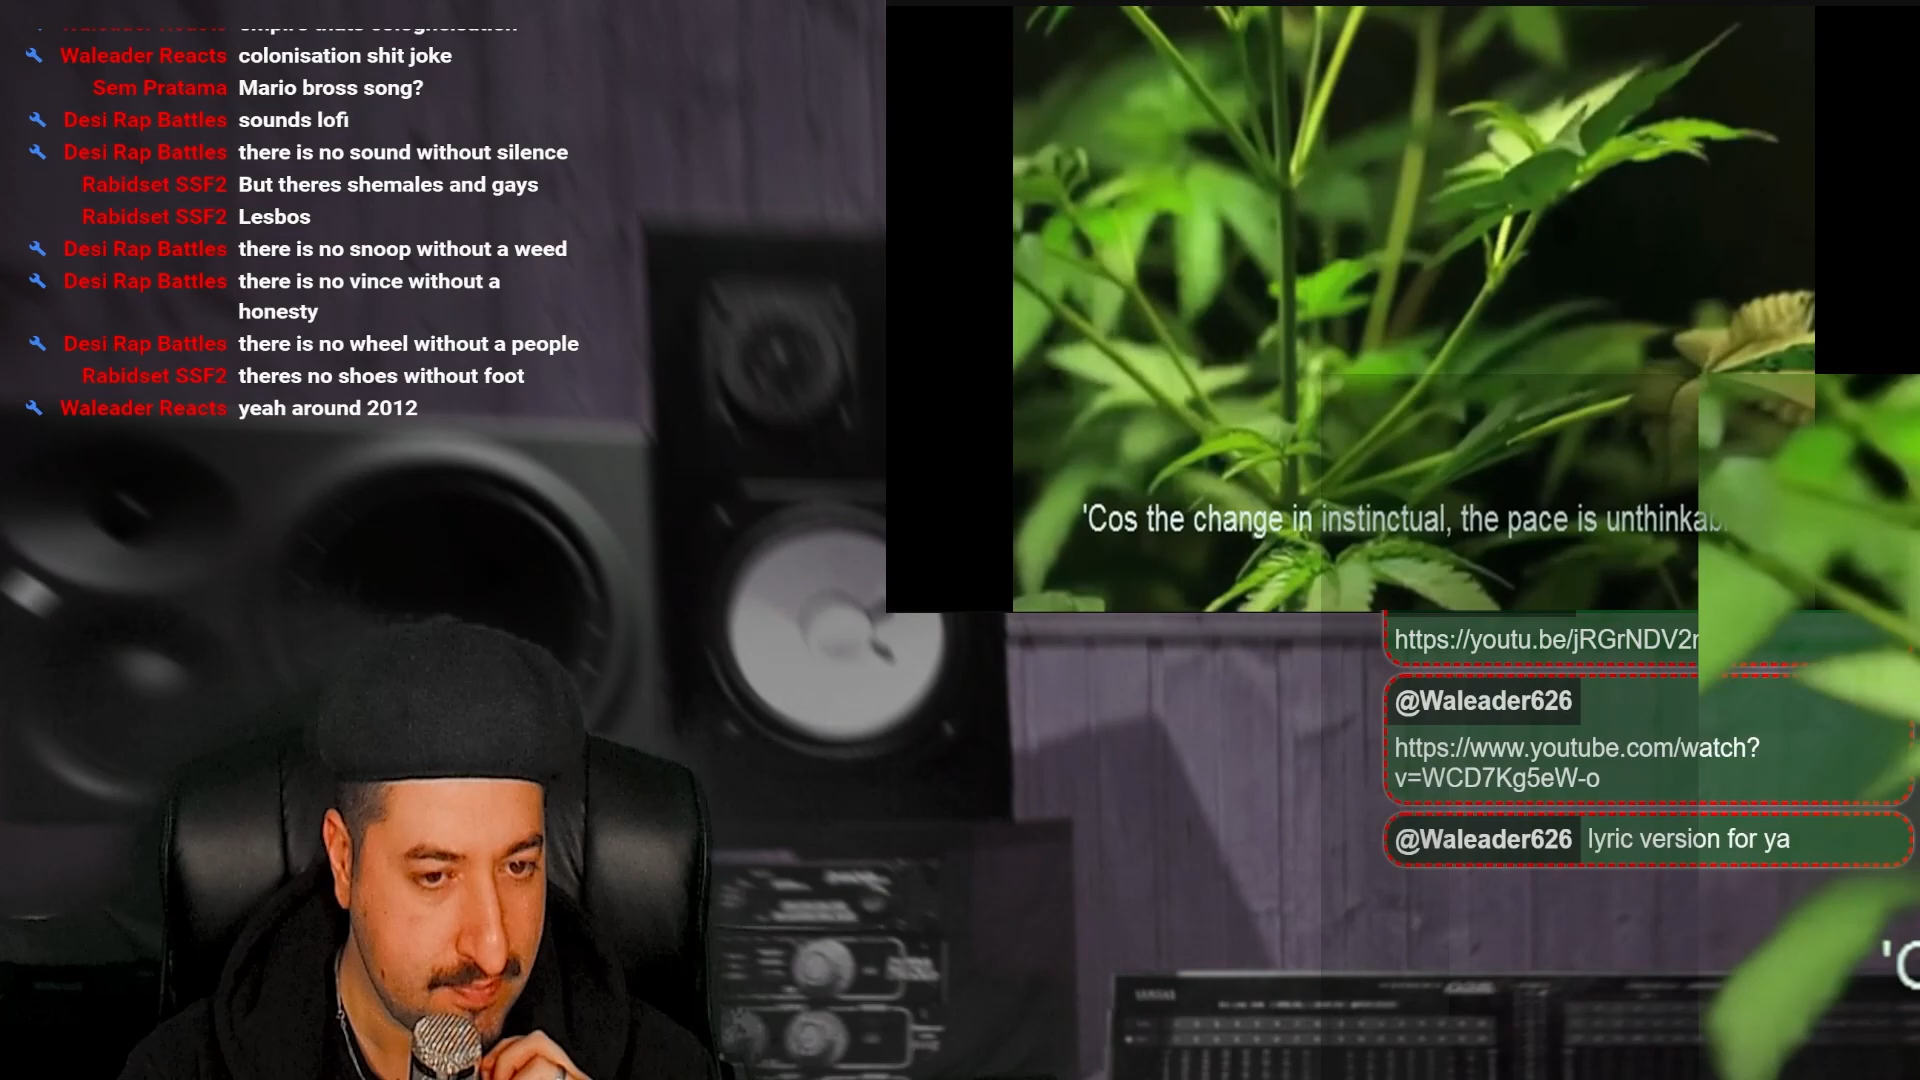 Waleader Reacts colonisation shit joke
Sem Pratama Mario bross song?
Desi Rap Battles sounds lofi
Desi Rap Battles there is no sound without silence
Rabidset SSF2 But theres shemales and gays
Rabidset SSF2 Lesbos
Desi Rap Battles there is no snoop without a weed
Desi Rap Battles there is no vince without a
honesty
Desi Rap Battles there is no wheel without a people
Rabidset SSF2 theres no shoes without foot
Waleader Reacts yeah around 2012
'Cos the change in instinctual, the pace is
https://youtu.be/jRGrNDV2r
@Waleader626
https://www.youtube.com/watch?
v=WCD7Kg5eW-o
@Waleader626 lyric version for ya
'C
YAMAHA